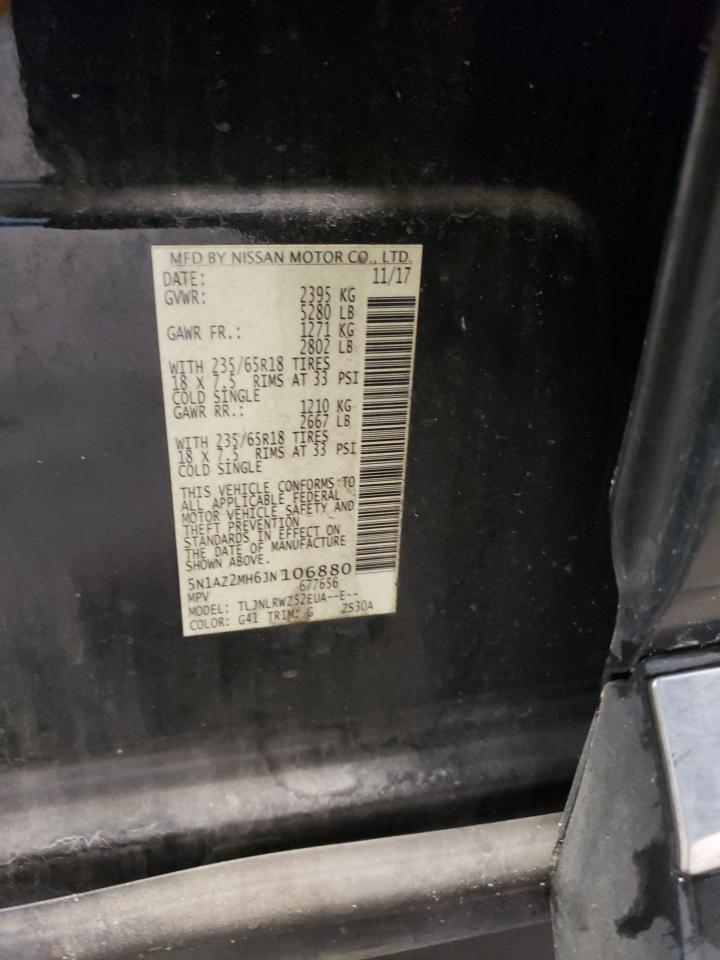 MFD BY NISSAN MOTOR CO., LTD.
DATE: 11/17
GVWR: 2395 KG
5280 LB
GAWR FR.: 1271 KG
2802 LB
WITH 235/65R18 TIRES
18 X 7.5 RIMS AT 33 PSI
COLD SINGLE
GAWR RR.: 1210 KG
2667 LB
WITH 235/65R18 TIRES
18 X 7.5 RIMS AT 33 PSI
COLD SINGLE
THIS VEHICLE CONFORMS TO
ALL APPLICABLE FEDERAL
MOTOR VEHICLE SAFETY AND
THEFT PREVENTION
STANDARDS IN EFFECT ON
THE DATE OF MANUFACTURE
SHOWN ABOVE.
5N1AZ2MH6JN106880
MPV 677656
MODEL: TLJNLRWZ52EUA--E--
COLOR: G41 TRIM: G ZS30A